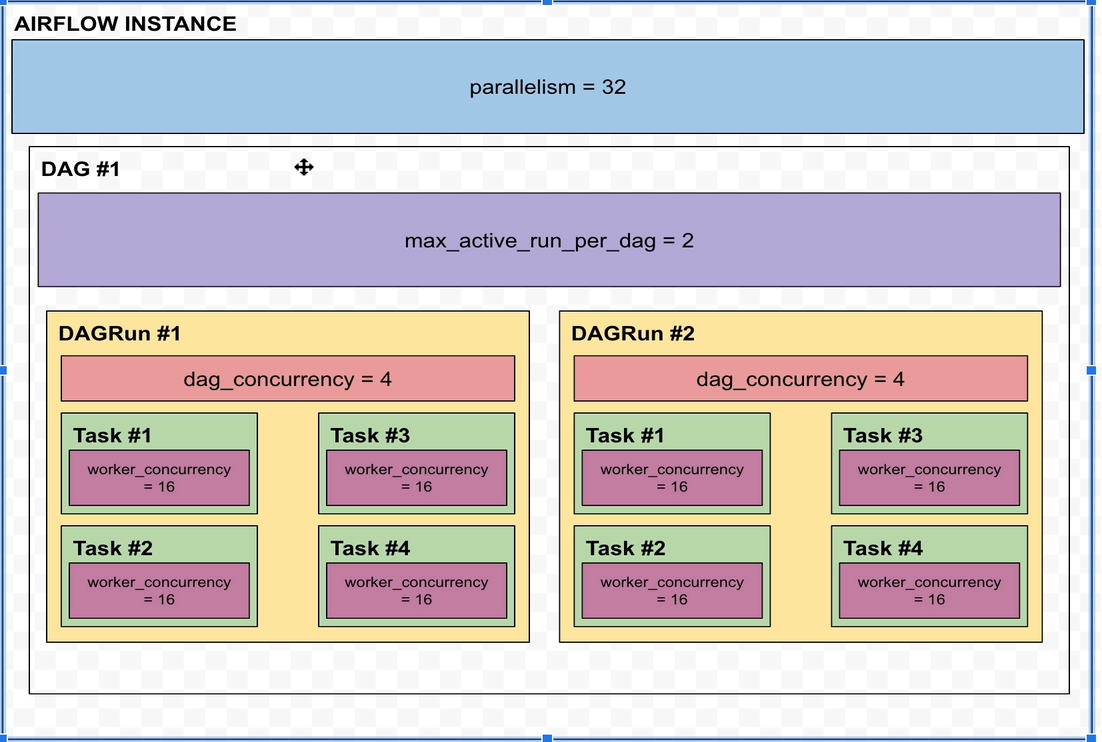 AIRFLOW INSTANCE
parallelism = 32
DAG #1
max_active_run_per_dag = 2
DAGRun #1
dag_concurrency = 4
Task #1
worker_concurrency
= 16
Task #3
worker_concurrency
= 16
Task #2
worker_concurrency
= 16
Task #4
worker_concurrency
= 16
DAGRun #2
dag_concurrency = 4
Task #1
worker_concurrency
= 16
Task #3
worker_concurrency
= 16
Task #2
worker_concurrency
= 16
Task #4
worker_concurrency
= 16